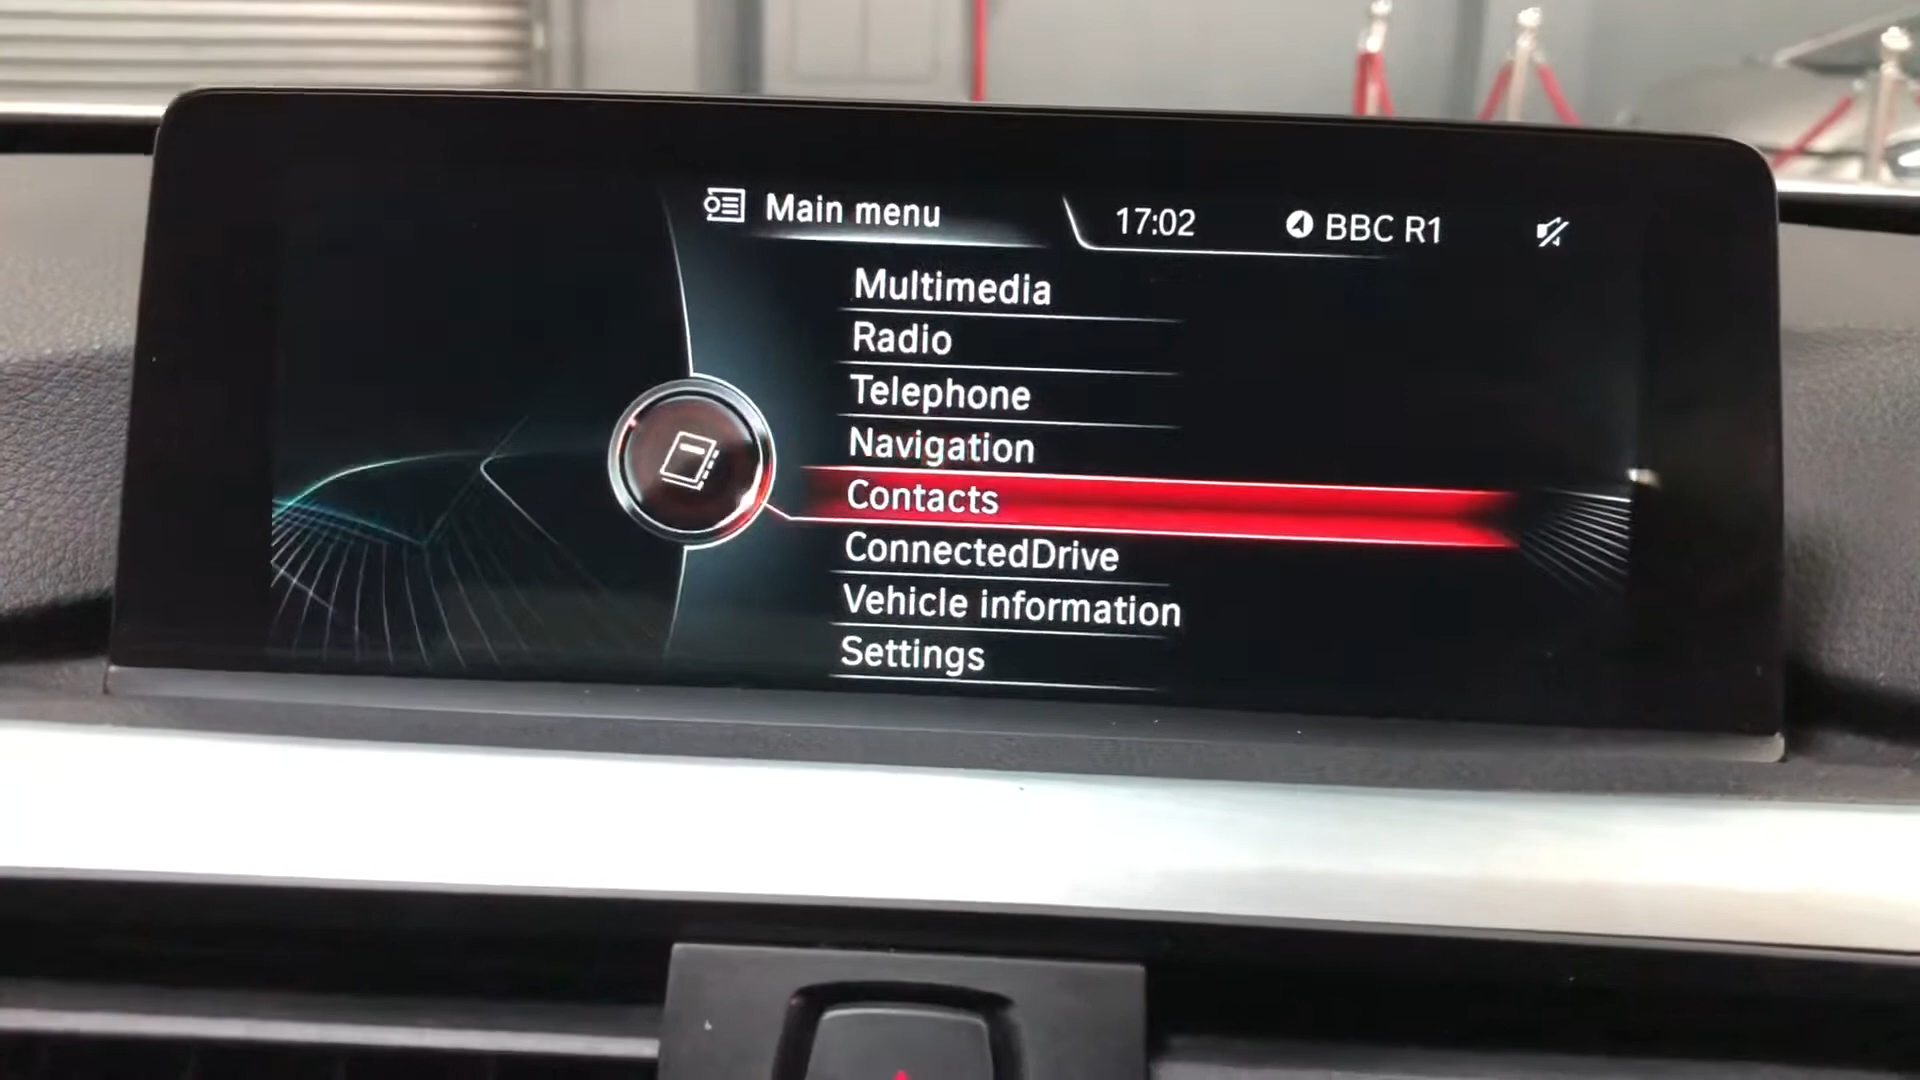 Main menu 17:02 BBC R1
Multimedia
Radio
Telephone
Navigation
Contacts
ConnectedDrive
Vehicle information
Settings